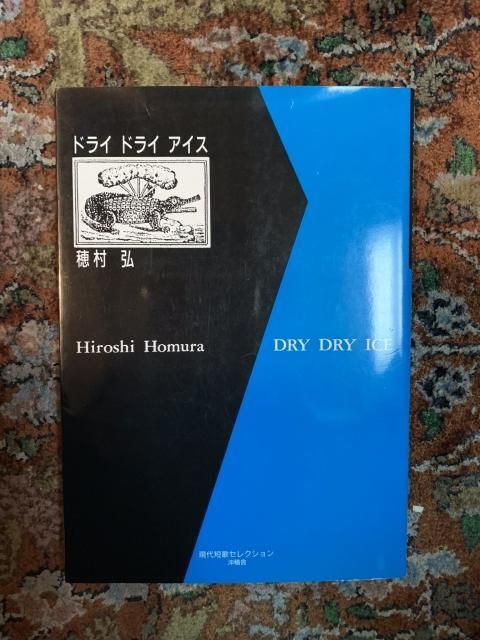 ドライ ドライ アイス
穂村 弘
Hiroshi Homura
DRY DRY ICE
現代短歌セレクション
沖積舎